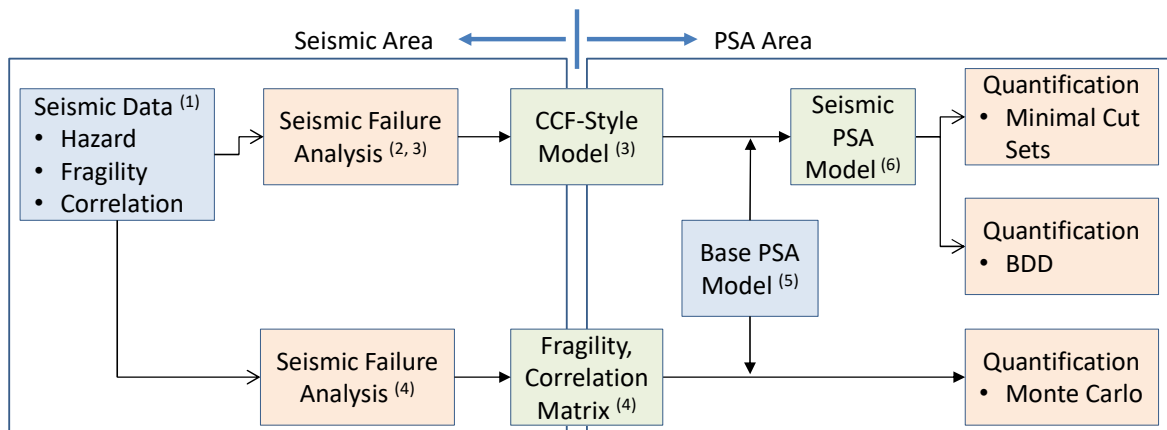 Seismic Area
PSA Area
Seismic Data (1)
• Hazard
• Fragility
• Correlation
Seismic Failure
Analysis (2, 3)
CCF-Style
Model (3)
Seismic
PSA
Model (6)
Quantification
• Minimal Cut
Sets
Base PSA
Model (5)
Quantification
• BDD
Seismic Failure
Analysis (4)
Fragility,
Correlation
Matrix (4)
Quantification
• Monte Carlo